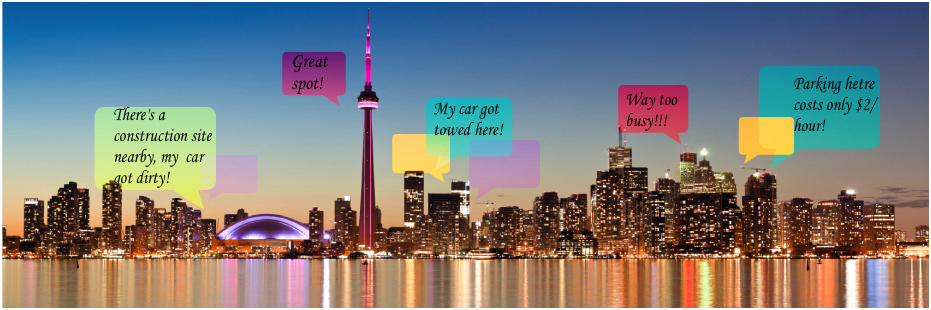 Great
spot!
There's a
construction site
nearby, my car
got dirty!
My car got
towed here!
Way too
busy!!!
Parking hetre
costs only $2/
hour!